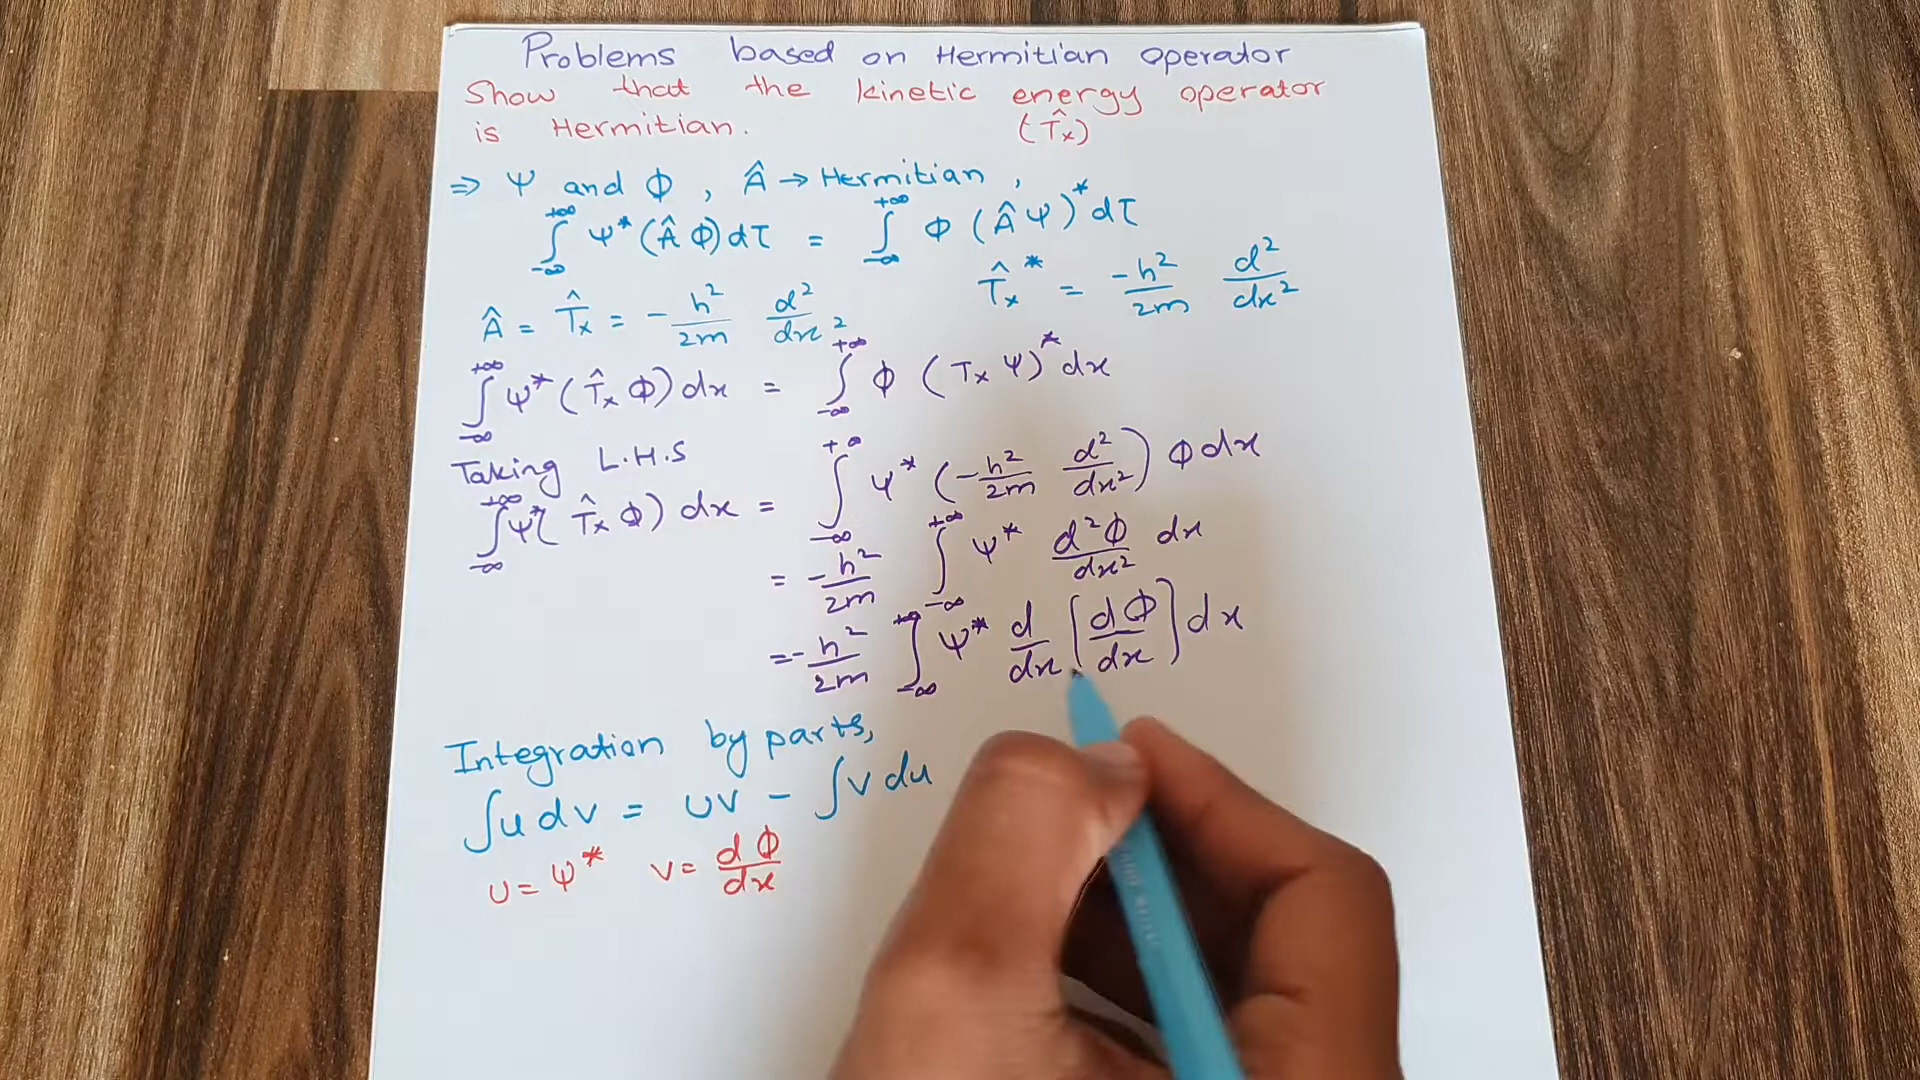 Problems based on Hermitian operator
Show that the kinetic energy operator
is Hermitian. (T̂ₓ)
⇒ Ψ and Φ , Â → Hermitian ,
∫₋∞⁺∞ Ψ* (Â Φ) dτ = ∫₋∞⁺∞ Φ (Â Ψ)* dτ
T̂ₓ* = -h²/2m d²/dx²
Â = T̂ₓ = - h²/2m d²/dx²
∫₋∞⁺∞ Ψ* (T̂ₓ Φ) dx = ∫₋∞⁺∞ Φ (Tₓ Ψ)* dx
Taking L.H.S
∫₋∞⁺∞ Ψ* (T̂ₓ Φ) dx = ∫₋∞⁺∞ Ψ* (-h²/2m d²/dx²) Φ dx
= -h²/2m ∫₋∞⁺∞ Ψ* d²Φ/dx² dx
= -h²/2m ∫₋∞⁺∞ Ψ* d/dx [dΦ/dx] dx
Integration by parts,
∫u dv = uv - ∫v du
u = Ψ* v = dΦ/dx